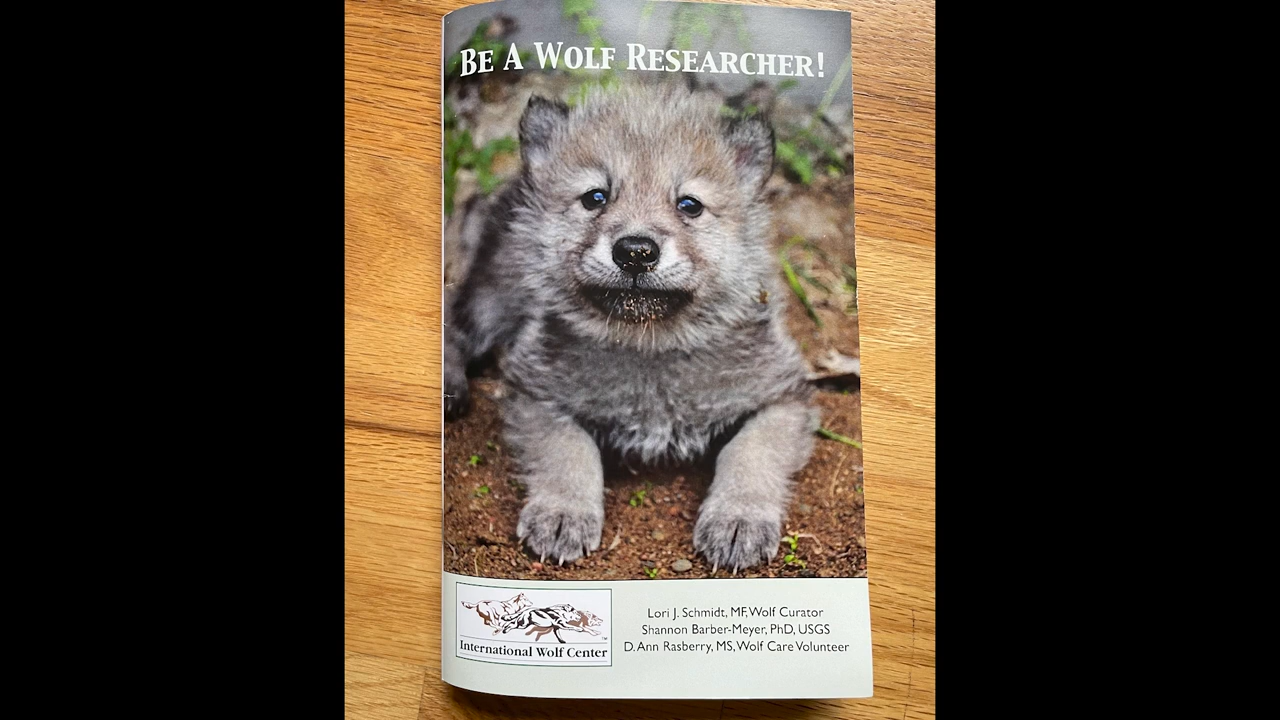 BE A WOLF RESEARCHER!
International Wolf Center
TM
Lori J. Schmidt, MF, Wolf Curator
Shannon Barber-Meyer, PhD, USGS
D. Ann Rasberry, MS, Wolf Care Volunteer